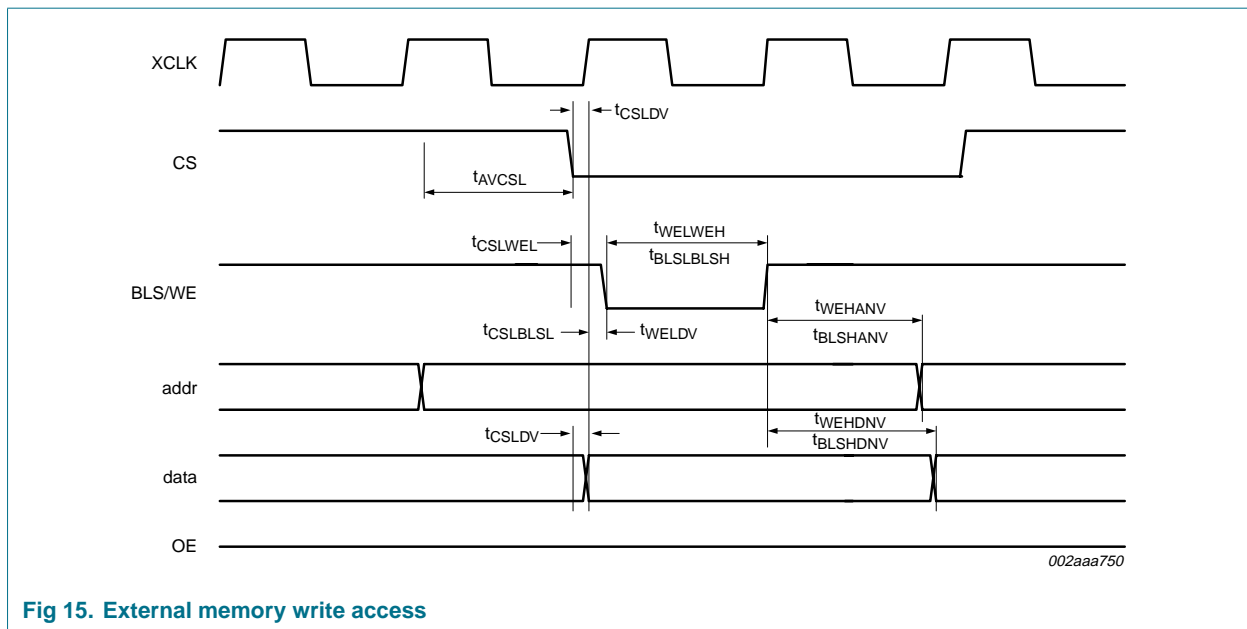 XCLK
tCSLDV
CS
tAVCSL
tCSLWEL
tWELWEH
tBLSLBLSH
BLS/WE
tWEHANV
tCSLBLSL
tWELDV
tBLSHANV
addr
tWEHDNV
tCSLDV
tBLSHDNV
data
OE
002aaa750
Fig 15. External memory write access